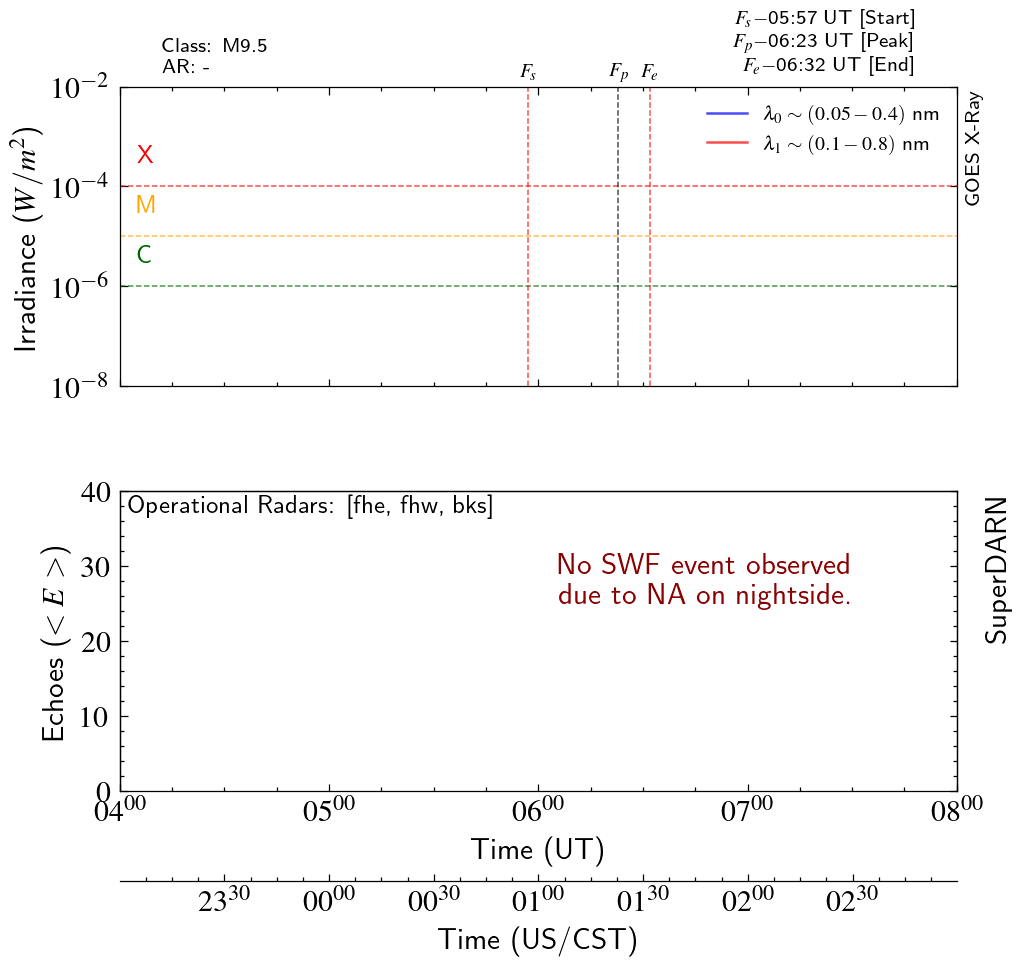 F_s−05:57 UT [Start]
Class: M9.5
F_p−06:23 UT [Peak]
AR: -
F_e−06:32 UT [End]
F_s F_p F_e
10^−2
λ_0 ∼ (0.05 − 0.4) nm
λ_1 ∼ (0.1 − 0.8) nm
GOES X-Ray
Irradiance (W/m^2)
X
10^−4
M
C
10^−6
10^−8
40
Operational Radars: [fhe, fhw, bks]
No SWF event observed
due to NA on nightside.
SuperDARN
Echoes (< E >)
30
20
10
0
04^00 05^00 06^00 07^00 08^00
Time (UT)
23^30 00^00 00^30 01^00 01^30 02^00 02^30
Time (US/CST)